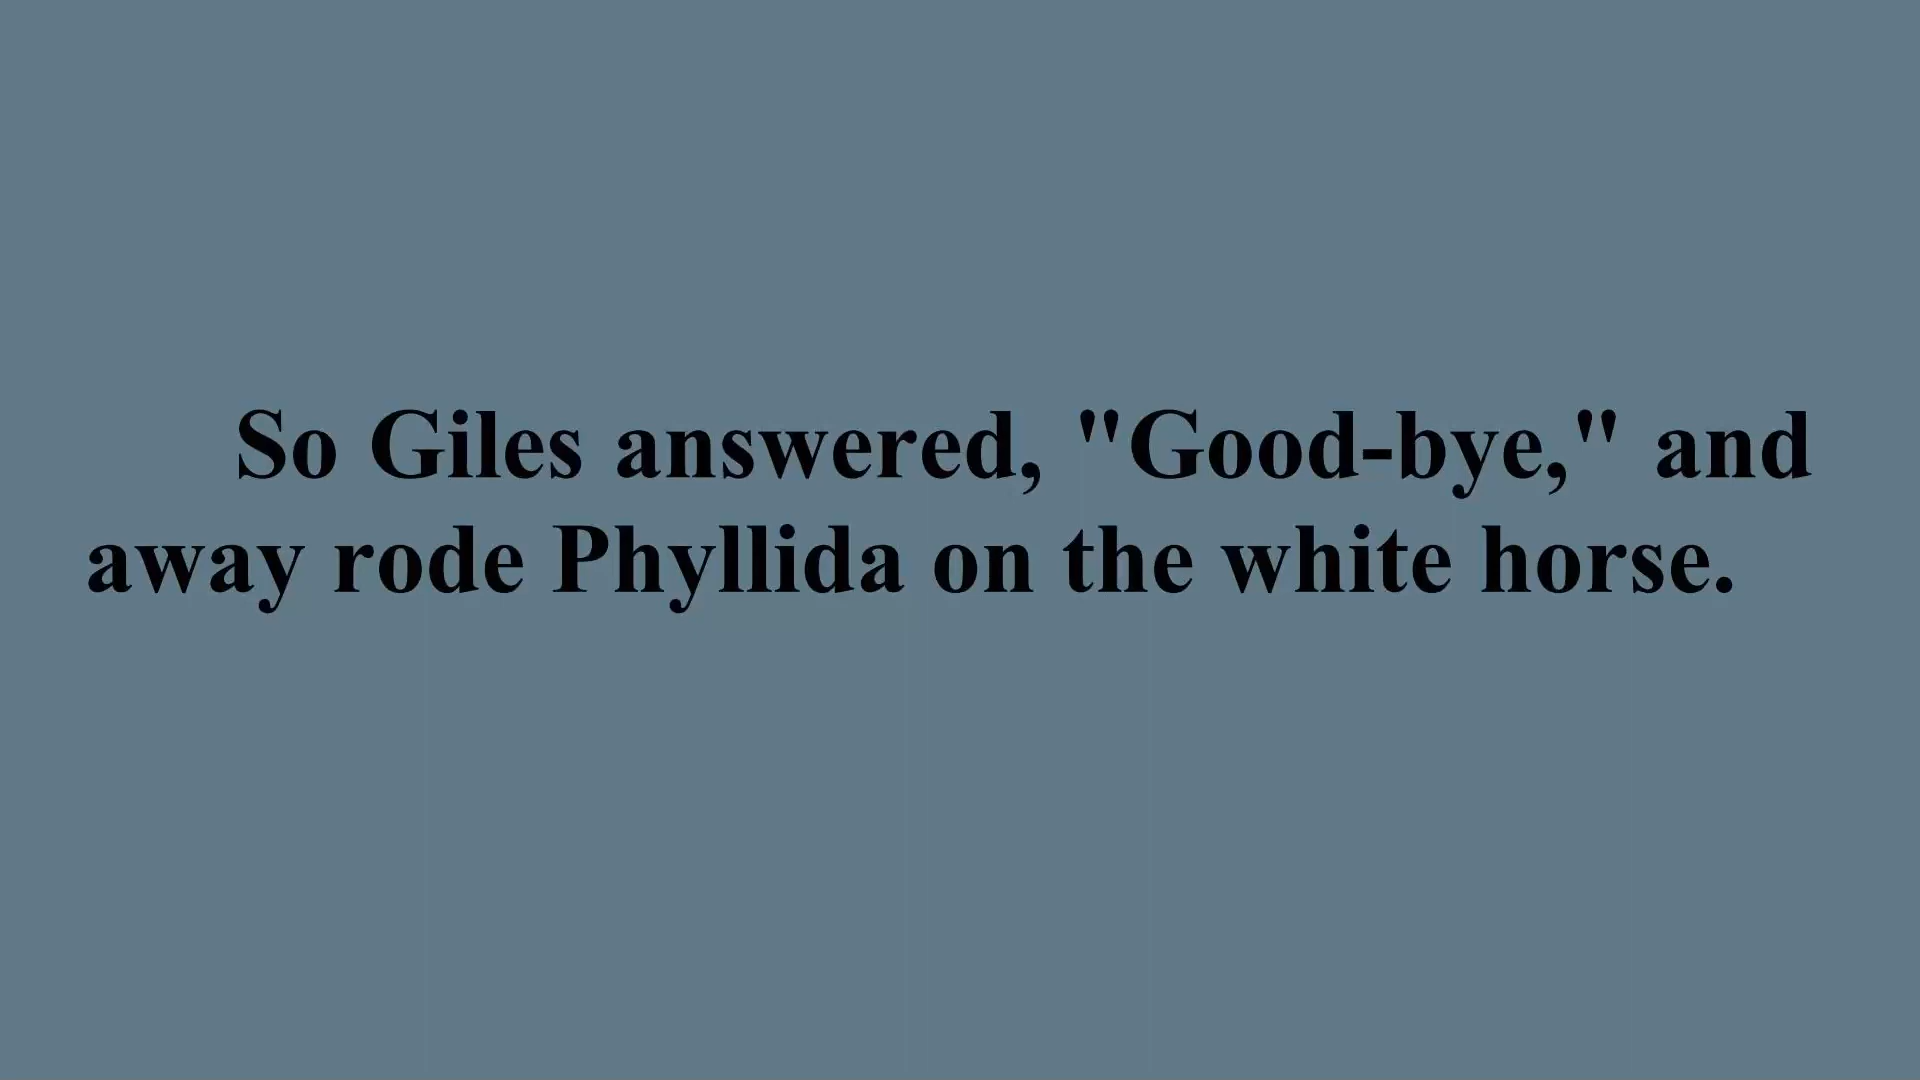 So Giles answered, "Good-bye," and
away rode Phyllida on the white horse.